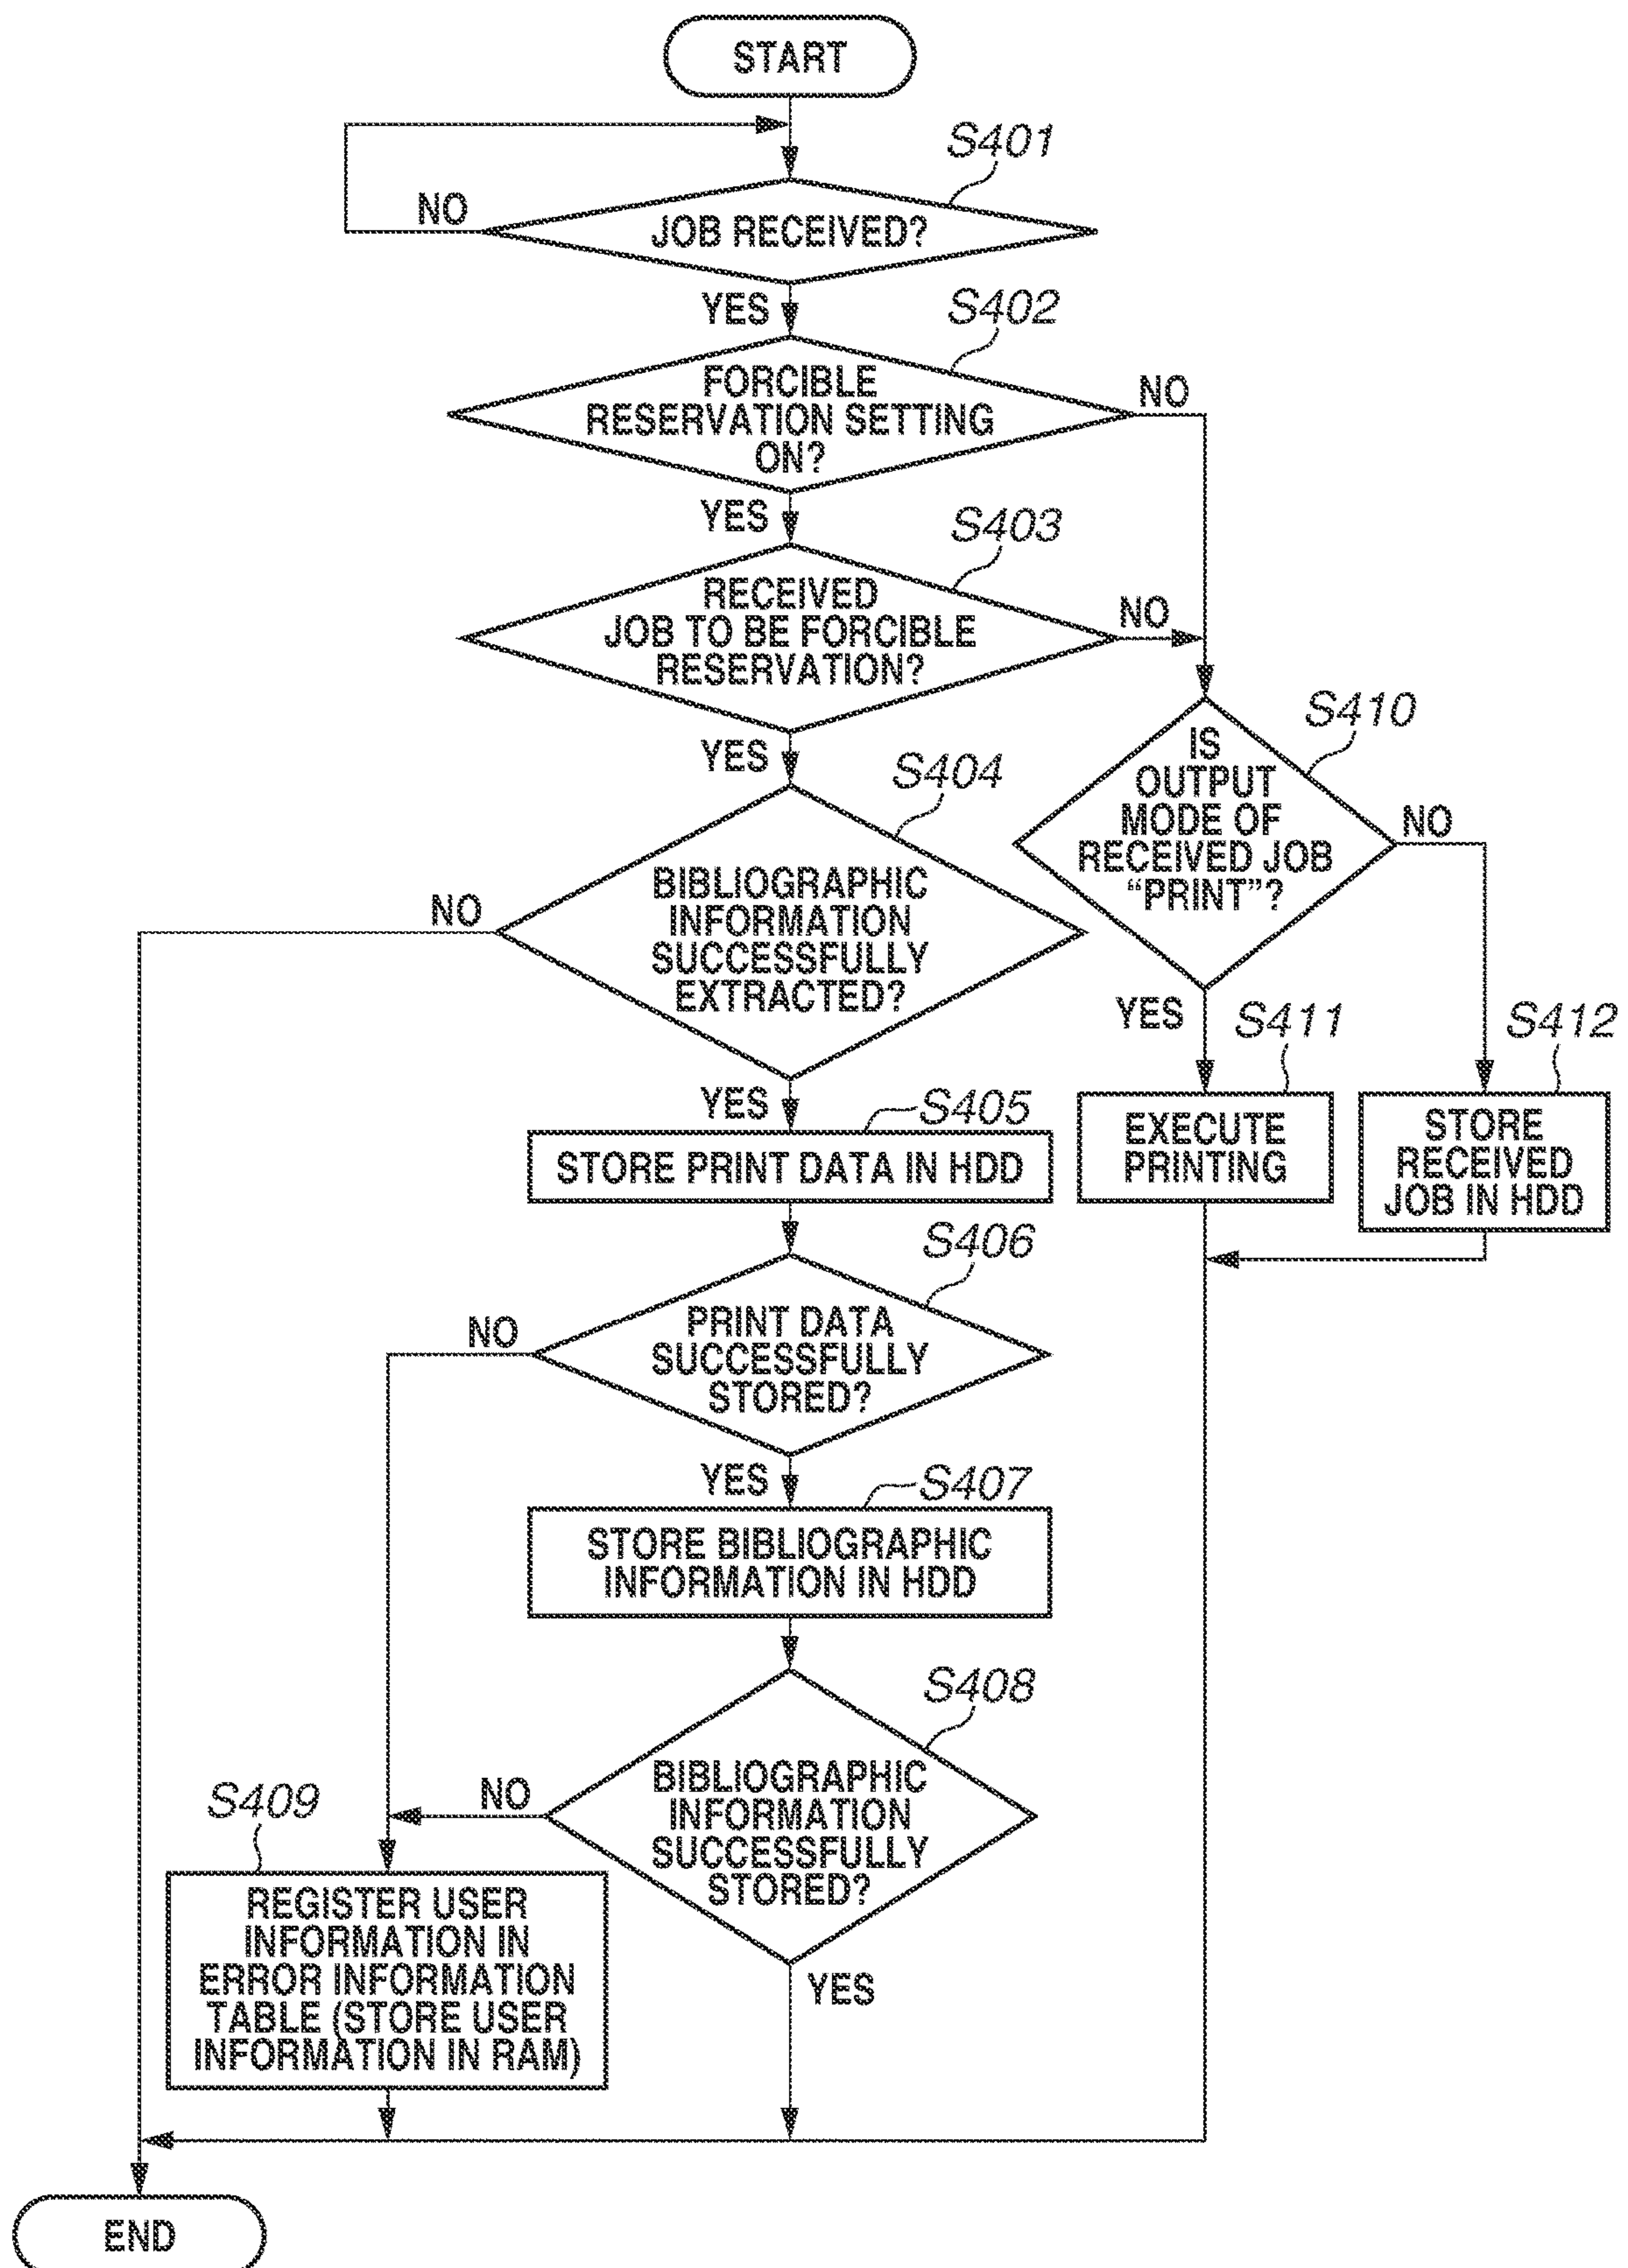 START
S401
NO
JOB RECEIVED?
YES
S402
FORCIBLE
RESERVATION SETTING
ON?
NO
YES
S403
RECEIVED
JOB TO BE FORCIBLE
RESERVATION?
NO
YES
S410
IS
OUTPUT
MODE OF
RECEIVED JOB
“PRINT”?
NO
S404
BIBLIOGRAPHIC
INFORMATION
SUCCESSFULLY
EXTRACTED?
NO
YES
YES
S411
EXECUTE
PRINTING
S412
STORE
RECEIVED
JOB IN HDD
S405
STORE PRINT DATA IN HDD
S406
PRINT DATA
SUCCESSFULLY
STORED?
NO
YES
S407
STORE BIBLIOGRAPHIC
INFORMATION IN HDD
S408
BIBLIOGRAPHIC
INFORMATION
SUCCESSFULLY
STORED?
NO
YES
S409
REGISTER USER
INFORMATION IN
ERROR INFORMATION
TABLE (STORE USER
INFORMATION IN RAM)
END